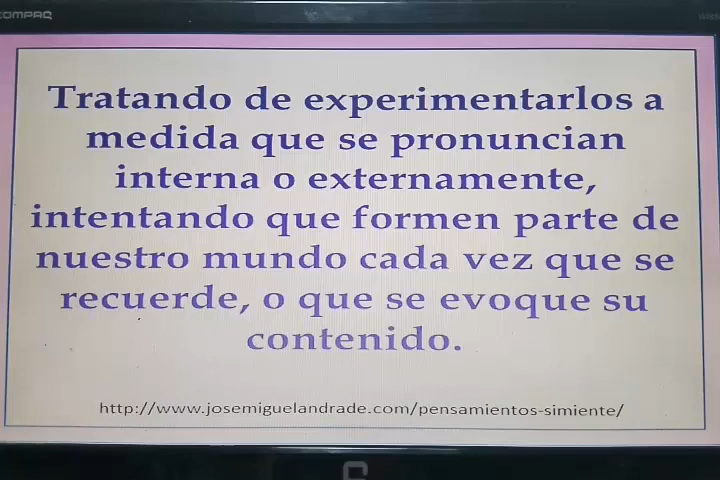 COMPAQ
Tratando de experimentarlos a
medida que se pronuncian
interna o externamente,
intentando que formen parte de
nuestro mundo cada vez que se
recuerde, o que se evoque su
contenido.
http://www.josemiguelandrade.com/pensamientos-simiente/